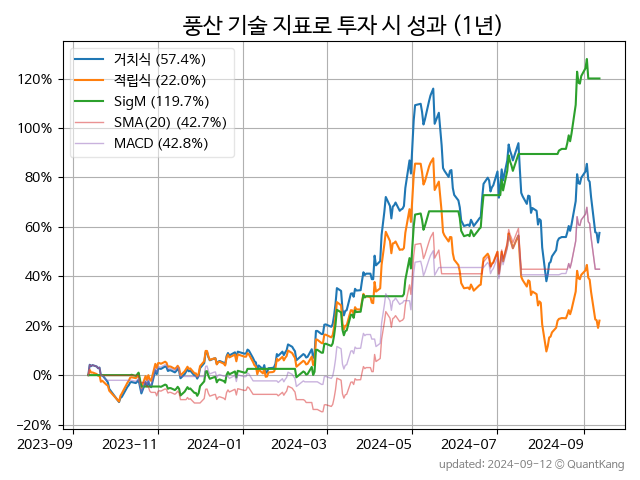 풍산 기술 지표로 투자 시 성과 (1년)
거치식 (57.4%)
적립식 (22.0%)
SigM (119.7%)
SMA(20) (42.7%)
MACD (42.8%)
120%
100%
80%
60%
40%
20%
0%
−20%
2023-09
2023-11
2024-01
2024-03
2024-05
2024-07
2024-09
updated: 2024-09-12 © QuantKang